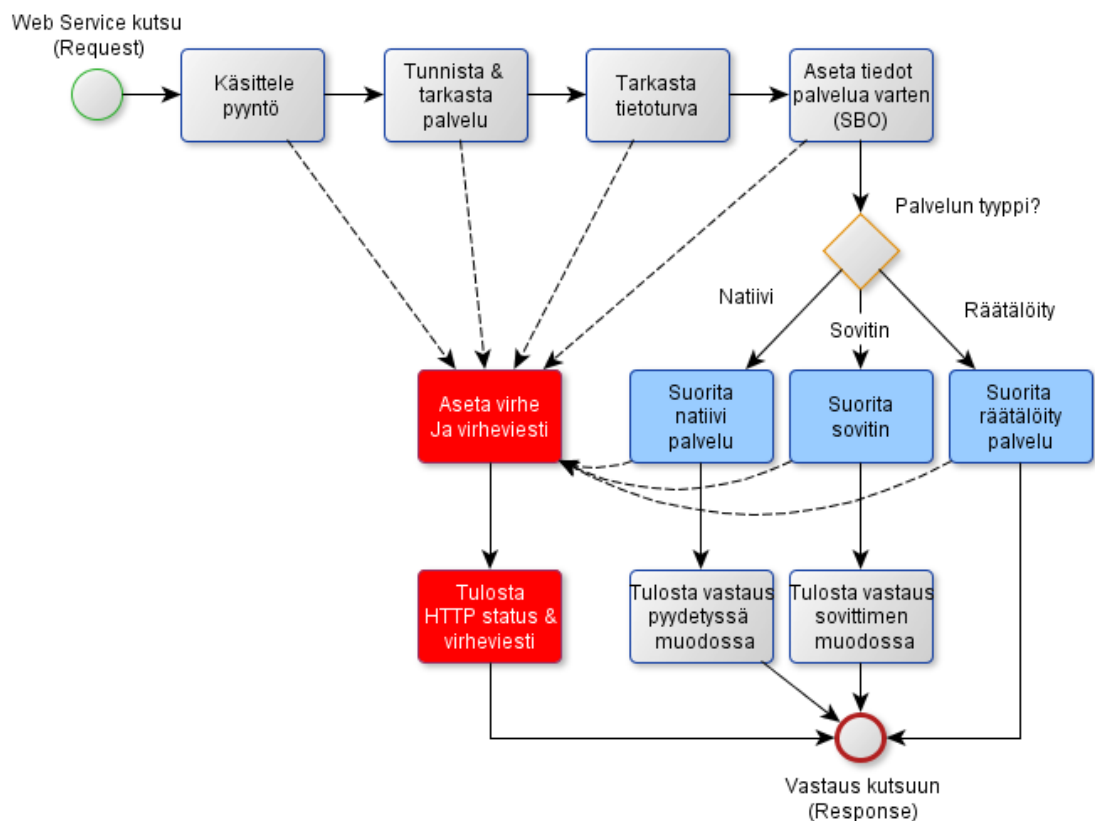 Web Service kutsu
(Request)
Käsittele
pyyntö
Tunnista &
tarkasta
palvelu
Tarkasta
tietoturva
Aseta tiedot
palvelua varten
(SBO)
Palvelun tyyppi?
Natiivi
Sovitin
Räätälöity
Aseta virhe
Ja virheviesti
Suorita
natiivi
palvelu
Suorita
sovitin
Suorita
räätälöity
palvelu
Tulosta
HTTP status &
virheviesti
Tulosta vastaus
pyydetyssä
muodossa
Tulosta vastaus
sovittimen
muodossa
Vastaus kutsuun
(Response)